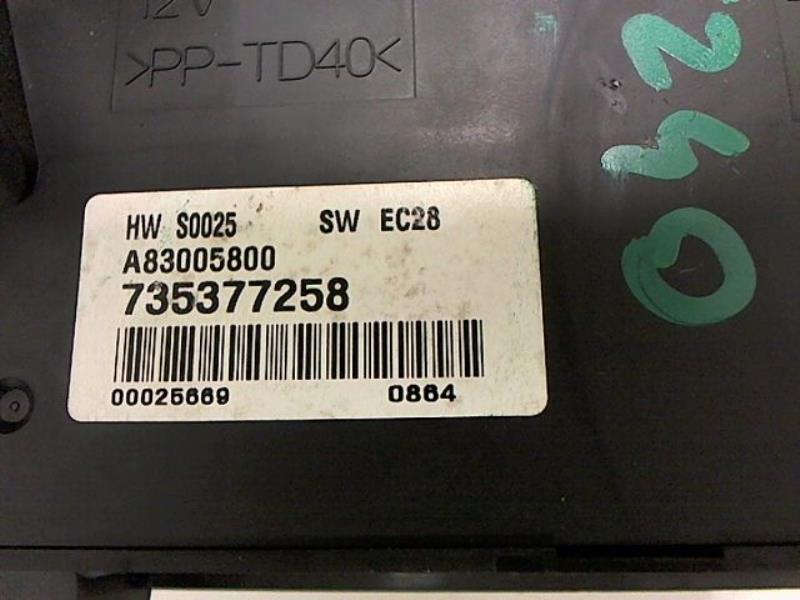 12V
>PP-TD40<
HW S0025 SW EC28
A83005800
735377258
00025669 0864